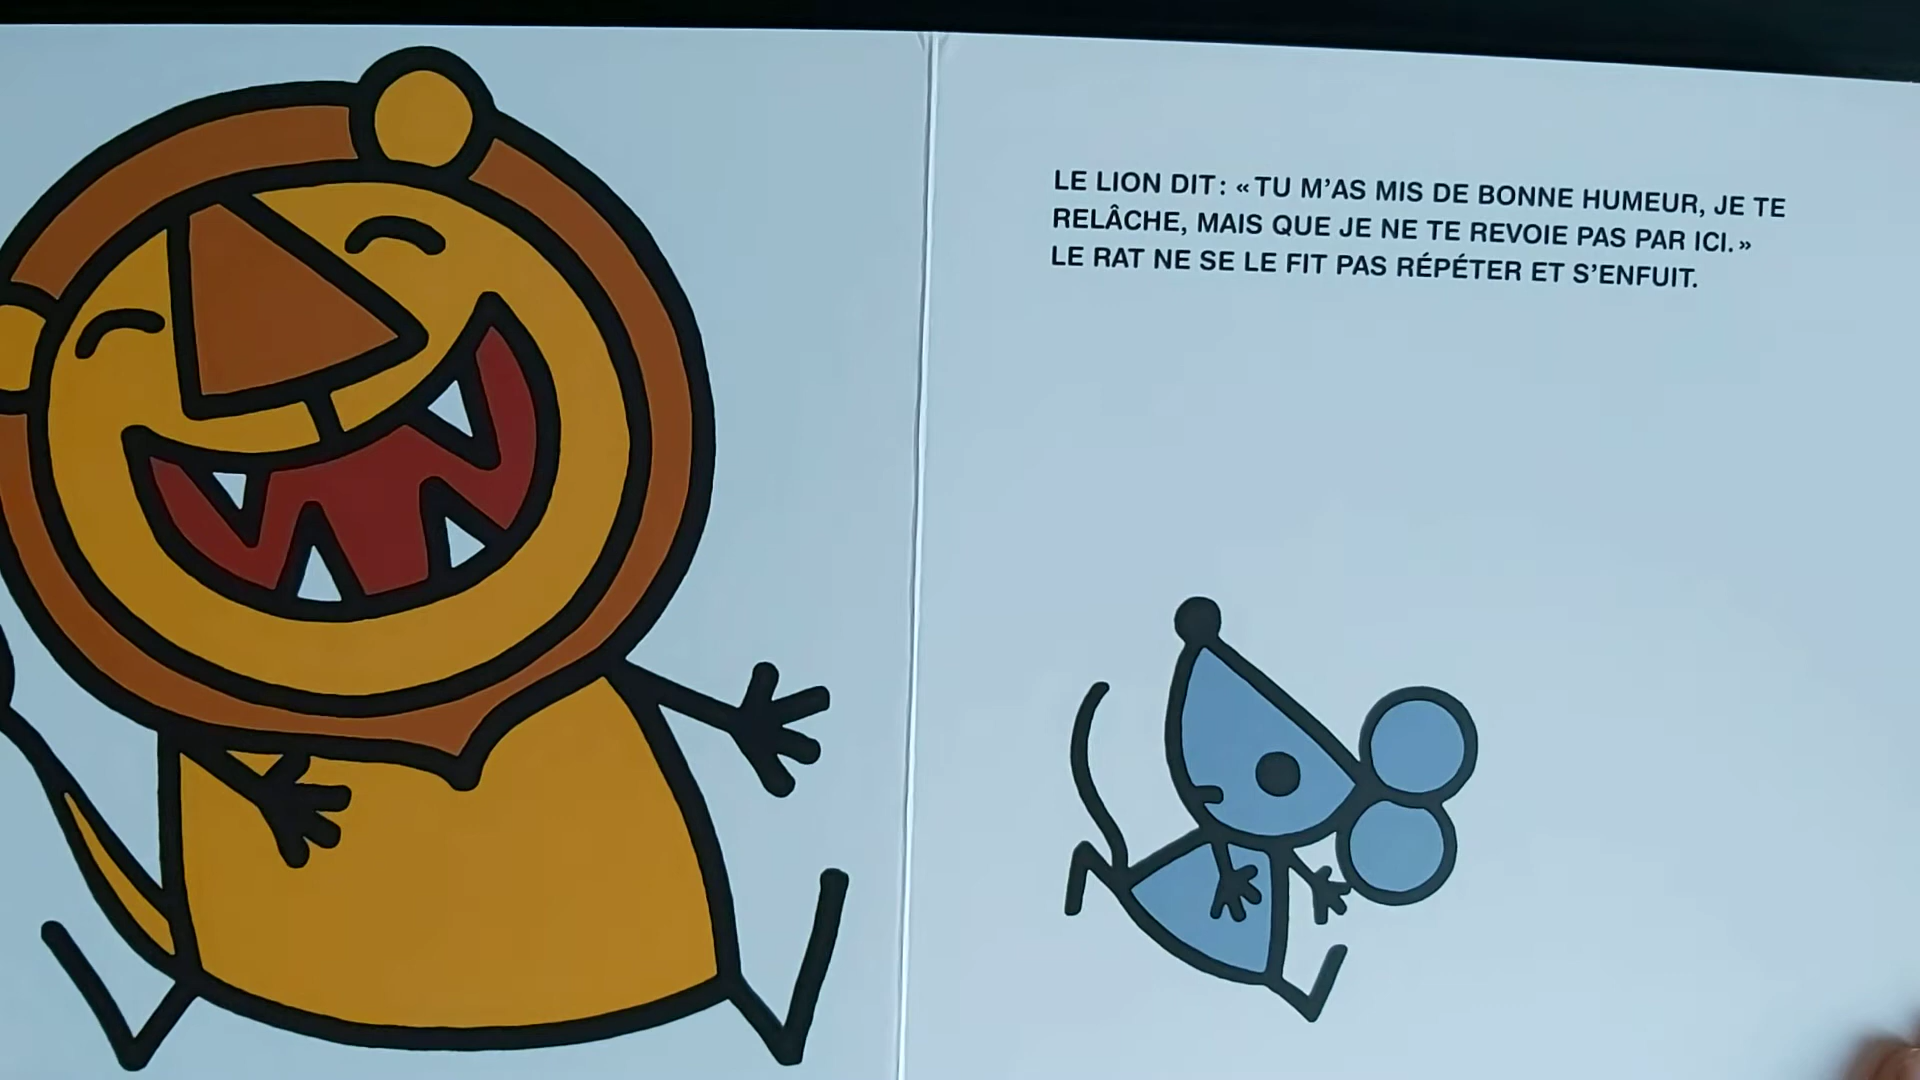 LE LION DIT : « TU M'AS MIS DE BONNE HUMEUR, JE TE
RELÂCHE, MAIS QUE JE NE TE REVOIE PAS PAR ICI. »
LE RAT NE SE LE FIT PAS RÉPÉTER ET S'ENFUIT.